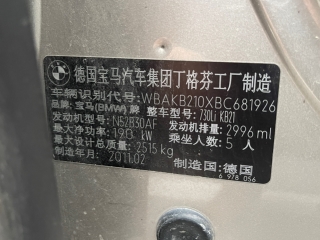 德国宝马汽车集团丁格芬工厂制造
车辆识别代号: WBAKB210XBC681926
品牌: 宝马(BMW)牌 整车型号: 730Li KB21
发动机型号: N52B30AF 发动机排量: 2996 ml
最大净功率: 190 kW 乘坐人数: 5 人
最大设计总质量: 2515 kg
制造年月: 2011.02 制造国: 德国
6 978 056